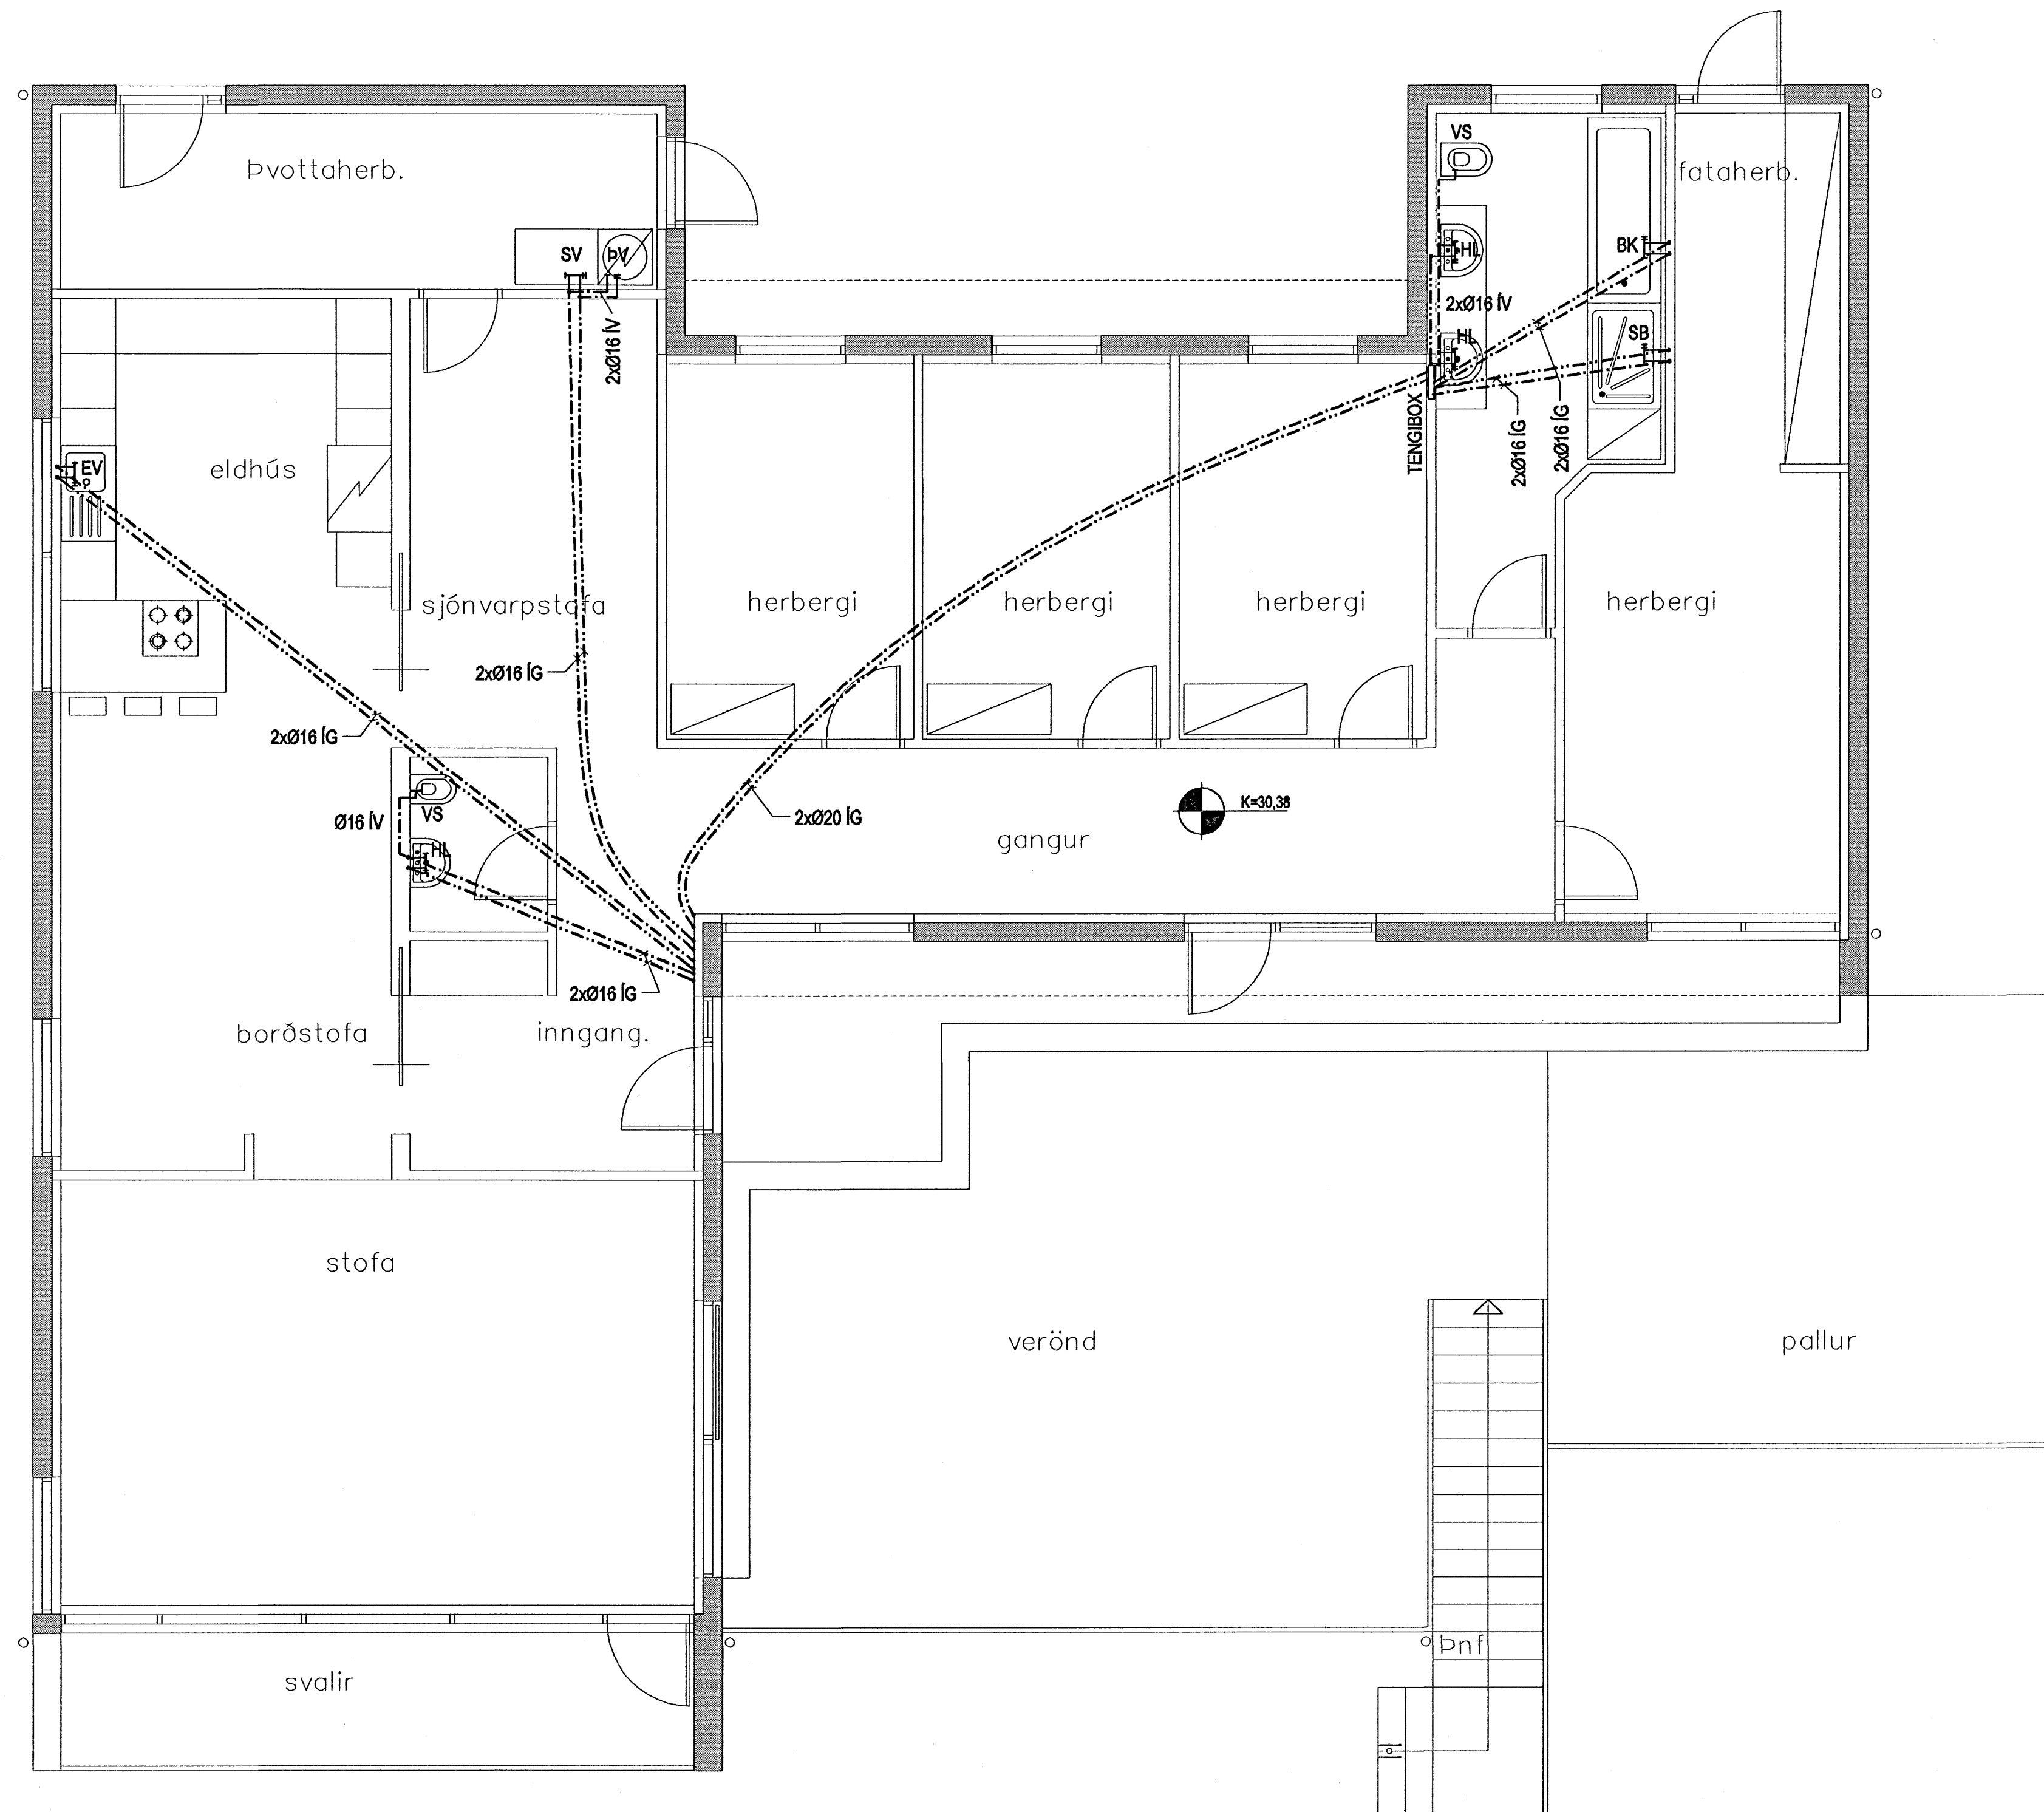 VS
Þvottaherb.
fataherb.
SV
ÞV
HL
BK
2xØ16 ÍV
2xØ16 ÍV
HL
SB
TENGIBOX
2xØ16 ÍG
2xØ16 ÍG
EV
eldhús
sjónvarpstofa
herbergi
herbergi
herbergi
herbergi
2xØ16 ÍG
2xØ16 ÍG
K=30,38
VS
Ø16 ÍV
2xØ20 ÍG
HL
gangur
2xØ16 ÍG
borðstofa
inngang.
stofa
verönd
pallur
Þnf
svalir